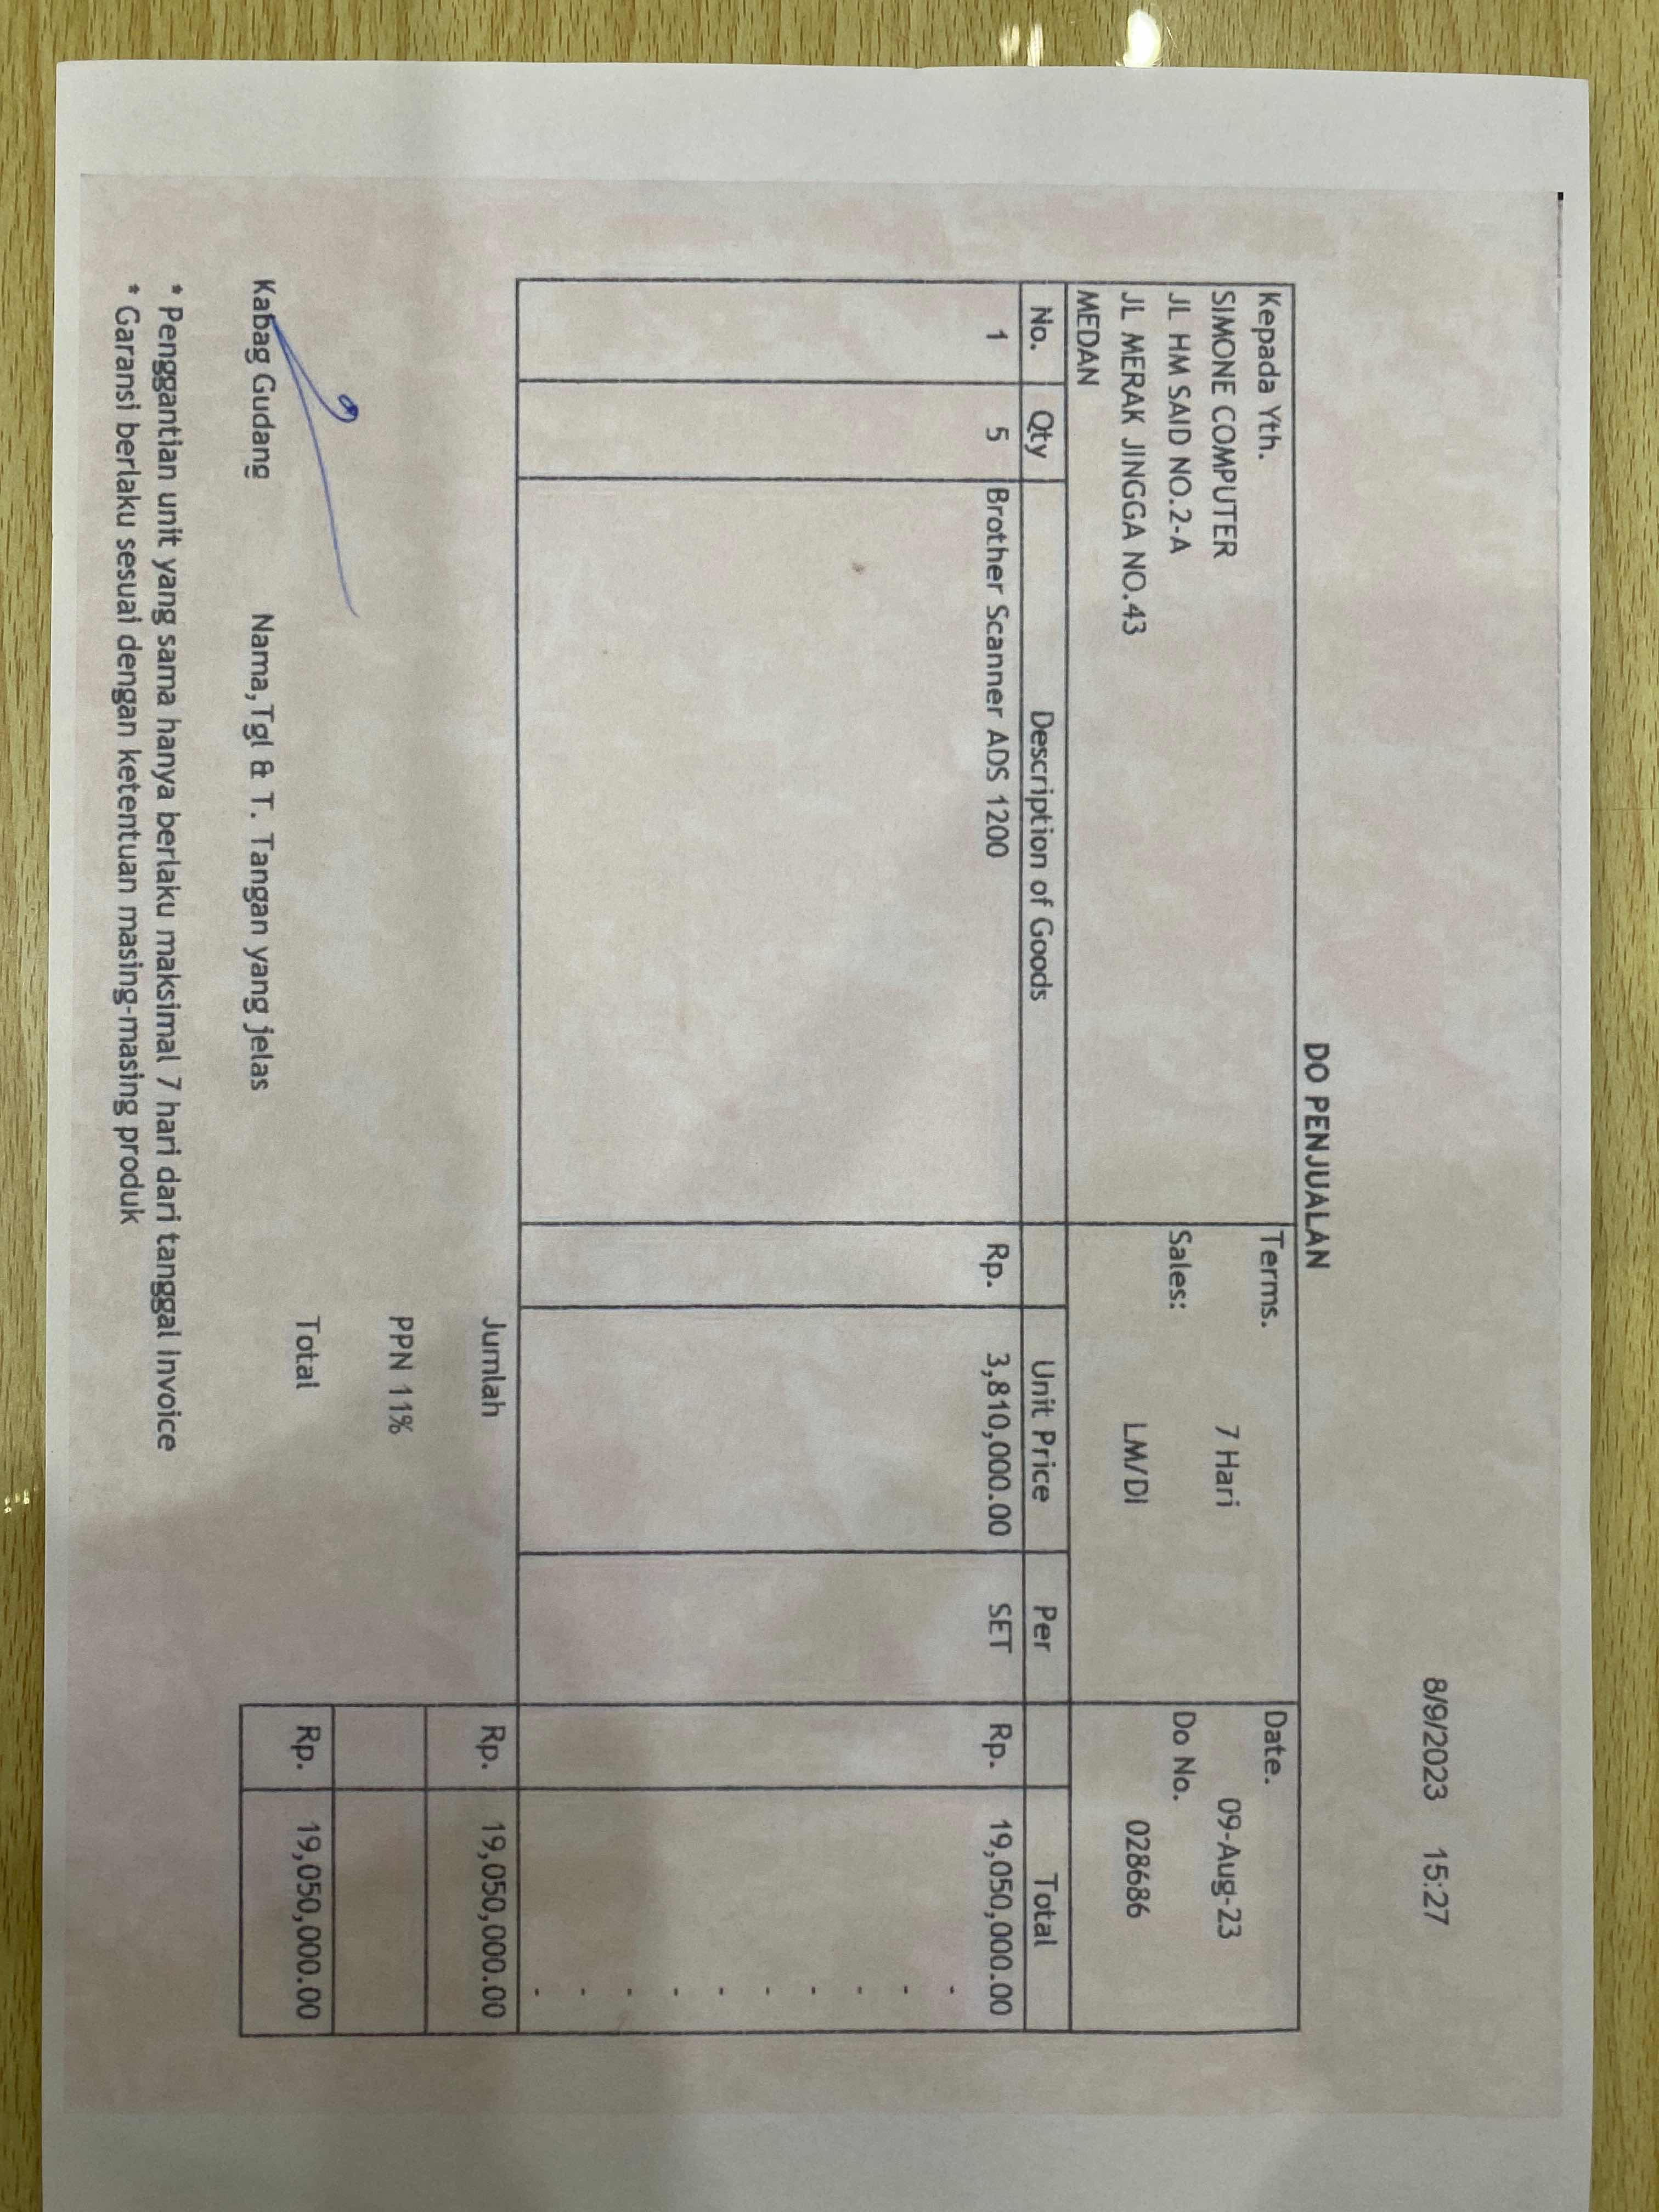 8/9/2023 15:27
DO PENJUALAN
Kepada Yth.
SIMONE COMPUTER
JL HM SAID NO.2-A
JL MERAK JINGGA NO.43
MEDAN
Terms.
7 Hari
Sales:
LM/DI
Date.
09-Aug-23
Do No.
028686
No. Qty Description of Goods Unit Price Per Total
1 5 Brother Scanner ADS 1200 Rp. 3,810,000.00 SET Rp. 19,050,000.00
-
-
-
-
-
-
-
-
-
-
Jumlah Rp. 19,050,000.00
PPN 11%
Total Rp. 19,050,000.00
Kabag Gudang Nama,Tgl & T. Tangan yang jelas
* Penggantian unit yang sama hanya berlaku maksimal 7 hari dari tanggal Invoice
* Garansi berlaku sesuai dengan ketentuan masing-masing produk